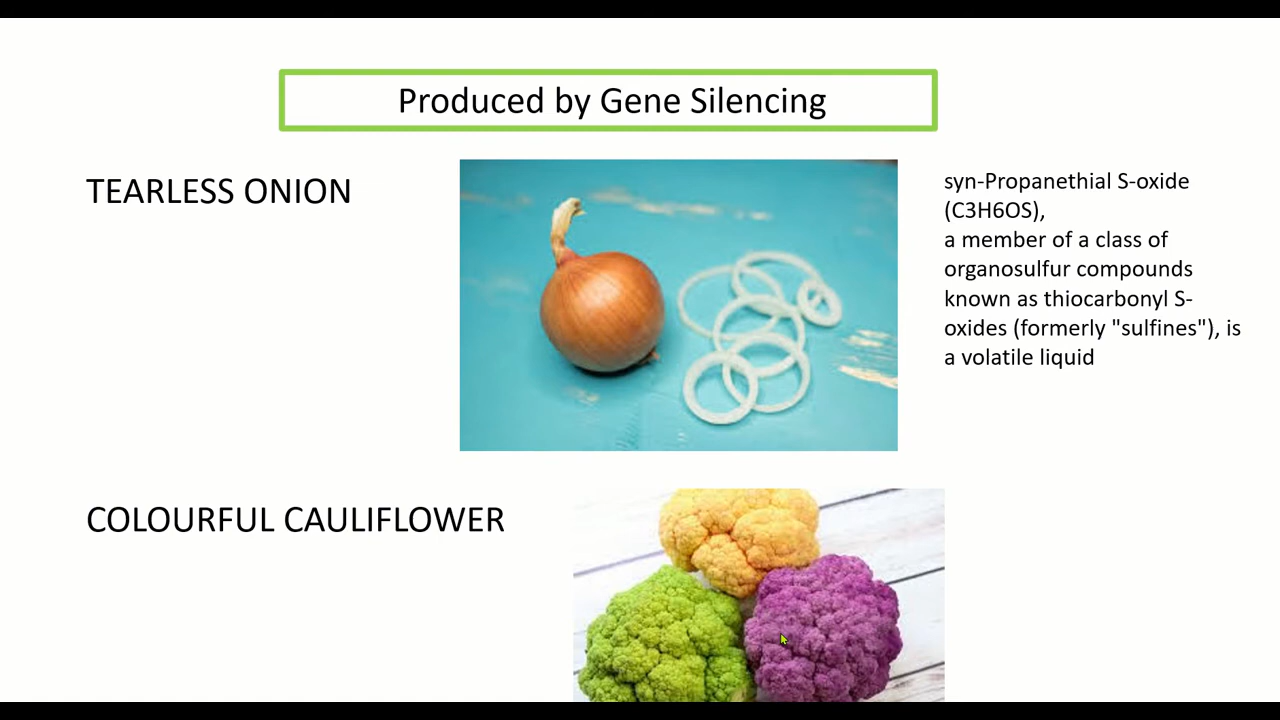 Produced by Gene Silencing
TEARLESS ONION
syn-Propanethial S-oxide
(C3H6OS),
a member of a class of
organosulfur compounds
known as thiocarbonyl S-
oxides (formerly "sulfines"), is
a volatile liquid
COLOURFUL CAULIFLOWER